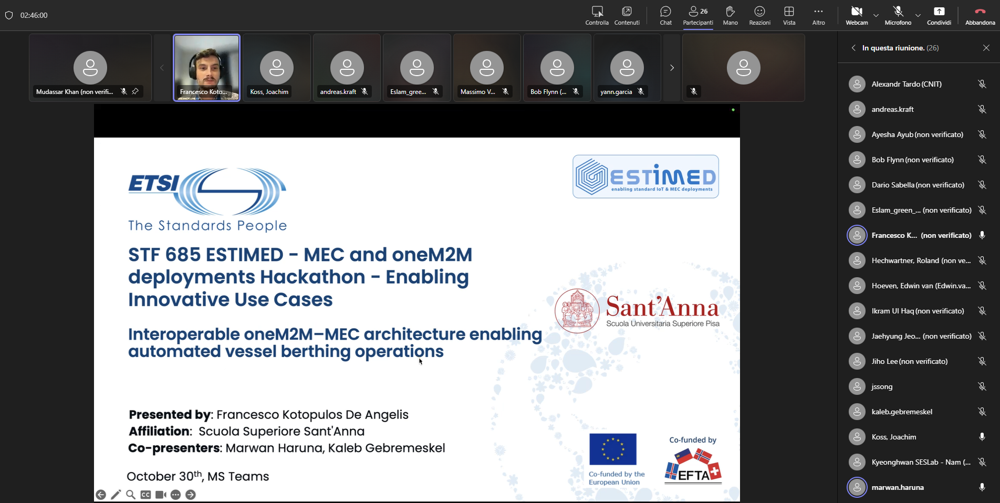 02:46:00
Controlla
Contenuti
Chat
26
Partecipanti
Mano
Reazioni
Vista
Altro
Webcam
Microfono
Condividi
Abbandona
Mudassar Khan (non verifi...
Francesco Koto...
Koss, Joachim
andreas.kraft
Eslam_gree...
Massimo V...
Bob Flynn (...
yann.garcia
In questa riunione. (26)
Alexandr Tardo (CNIT)
andreas.kraft
Ayesha Ayub (non verificato)
Bob Flynn (non verificato)
Dario Sabella (non verificato)
Eslam_green_... (non verificato)
Francesco K... (non verificato)
Hechwartner, Roland (non ve...
Hoeven, Edwin van (Edwin.va...
Ikram Ul Haq (non verificato)
Jaehyung Jeo... (non verificato)
Jiho Lee (non verificato)
jssong
kaleb.gebremeskel
Koss, Joachim
Kyeonghwan SESLab - Nam (...
marwan.haruna
ETSI
The Standards People
ESTIMED
enabling standard IoT & MEC deployments
STF 685 ESTIMED - MEC and oneM2M
deployments Hackathon - Enabling
Innovative Use Cases
Sant'Anna
Scuola Universitaria Superiore Pisa
Interoperable oneM2M–MEC architecture enabling
automated vessel berthing operations
Presented by: Francesco Kotopulos De Angelis
Affiliation: Scuola Superiore Sant'Anna
Co-presenters: Marwan Haruna, Kaleb Gebremeskel
October 30th, MS Teams
Co-funded by the
European Union
Co-funded by
EFTA
CC